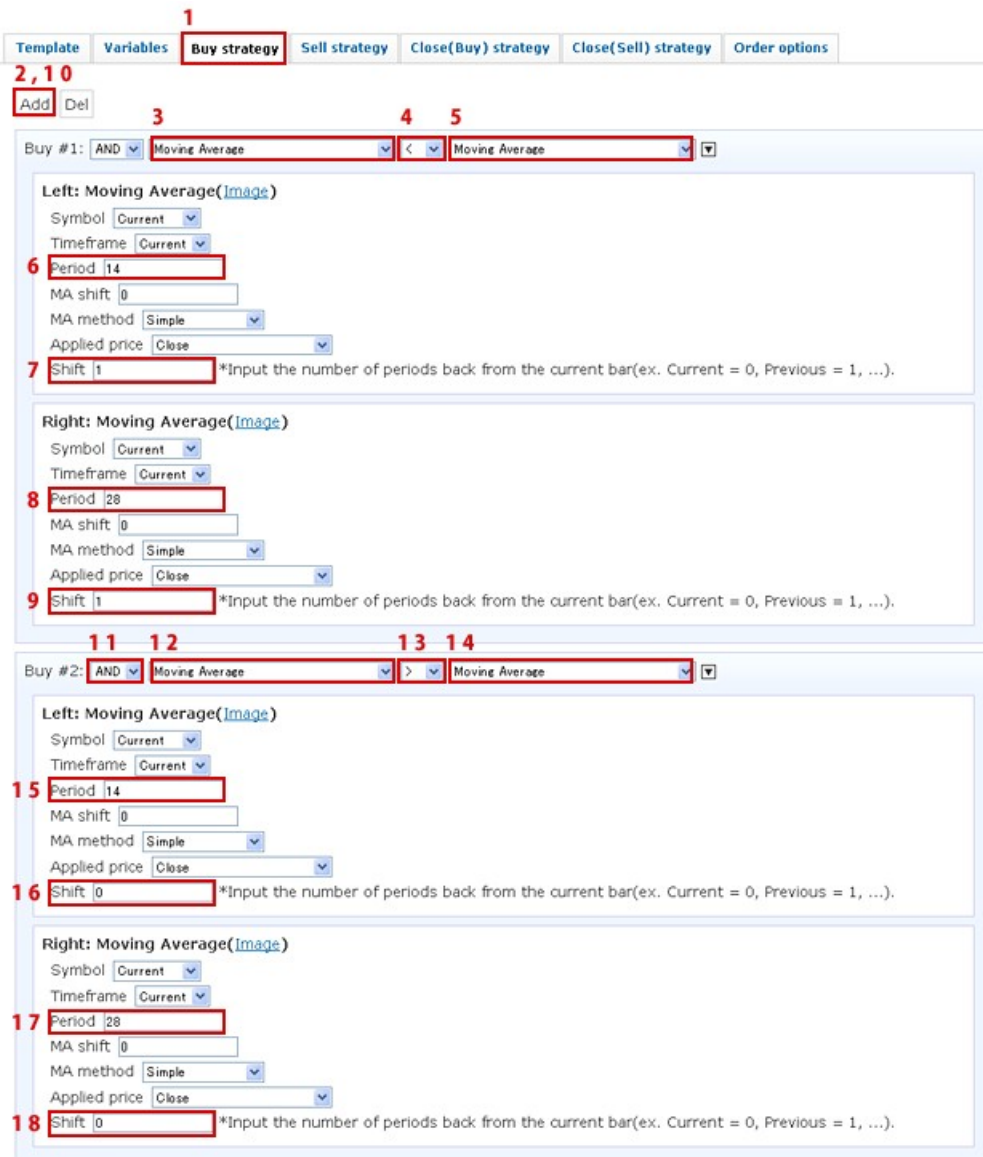 1
Template Variables Buy strategy Sell strategy Close(Buy) strategy Close(Sell) strategy Order options
2,10
Add Del
3 4 5
Buy #1: AND Moving Average < Moving Average
Left: Moving Average(Image)
Symbol Current
Timeframe Current
6 Period 14
MA shift 0
MA method Simple
Applied price Close
7 Shift 1 *Input the number of periods back from the current bar(ex. Current = 0, Previous = 1, ...).
Right: Moving Average(Image)
Symbol Current
Timeframe Current
8 Period 28
MA shift 0
MA method Simple
Applied price Close
9 Shift 1 *Input the number of periods back from the current bar(ex. Current = 0, Previous = 1, ...).
11 12 13 14
Buy #2: AND Moving Average > Moving Average
Left: Moving Average(Image)
Symbol Current
Timeframe Current
15 Period 14
MA shift 0
MA method Simple
Applied price Close
16 Shift 0 *Input the number of periods back from the current bar(ex. Current = 0, Previous = 1, ...).
Right: Moving Average(Image)
Symbol Current
Timeframe Current
17 Period 28
MA shift 0
MA method Simple
Applied price Close
18 Shift 0 *Input the number of periods back from the current bar(ex. Current = 0, Previous = 1, ...).